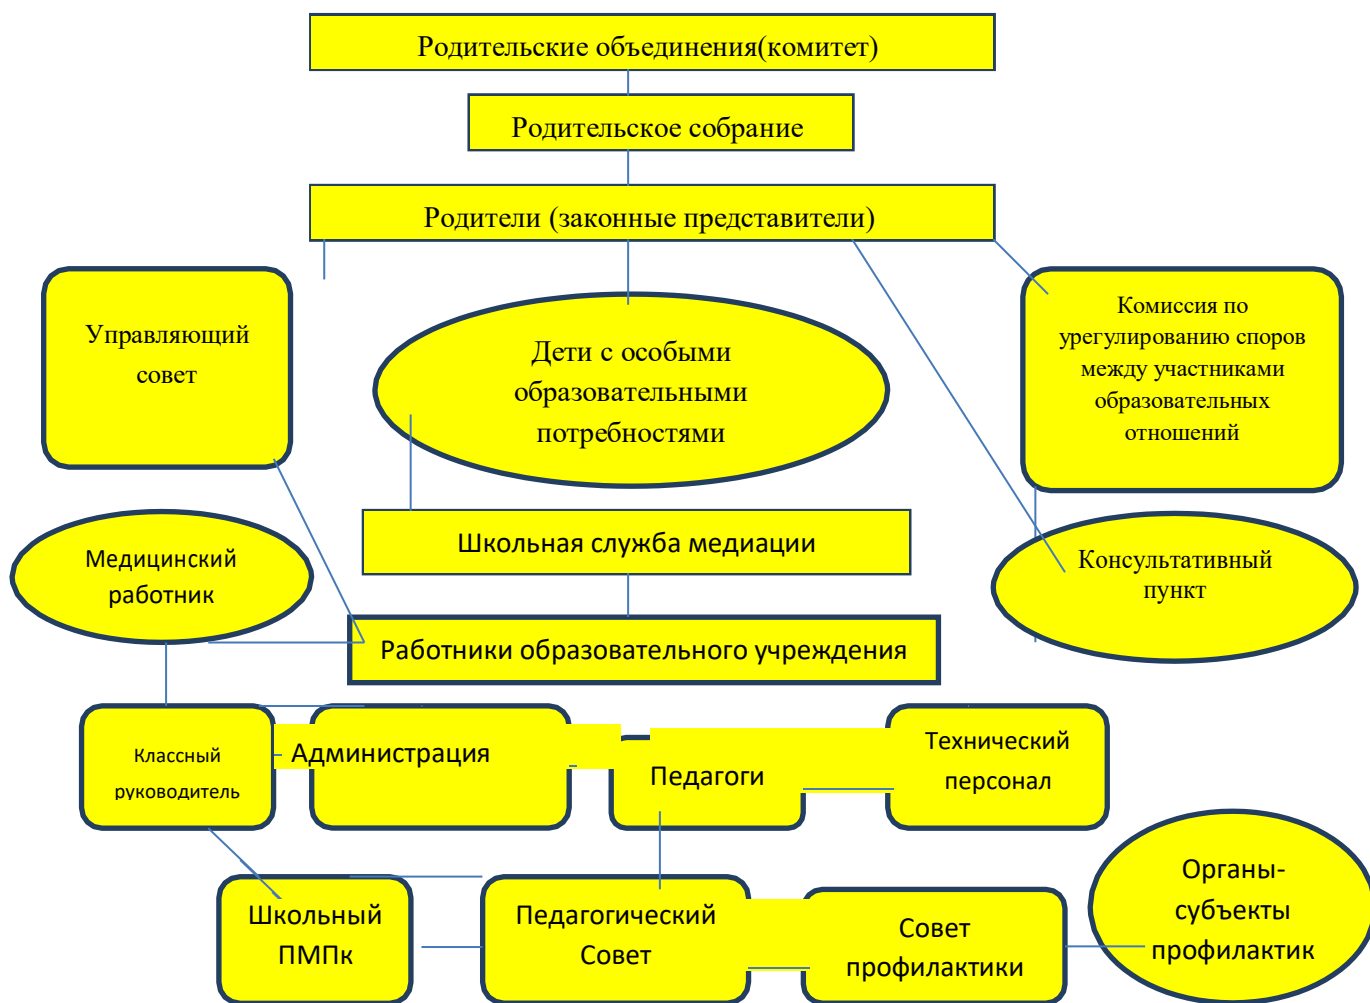 Родительские объединения(комитет)
Родительское собрание
Родители (законные представители)
Управляющий
совет
Дети с особыми
образовательными
потребностями
Комиссия по
урегулированию споров
между участниками
образовательных
отношений
Школьная служба медиации
Медицинский
работник
Консультативный
пункт
Работники образовательного учреждения
Классный
руководитель
Администрация
Педагоги
Технический
персонал
Школьный
ПМПк
Педагогический
Совет
Совет
профилактики
Органы-
субъекты
профилактик